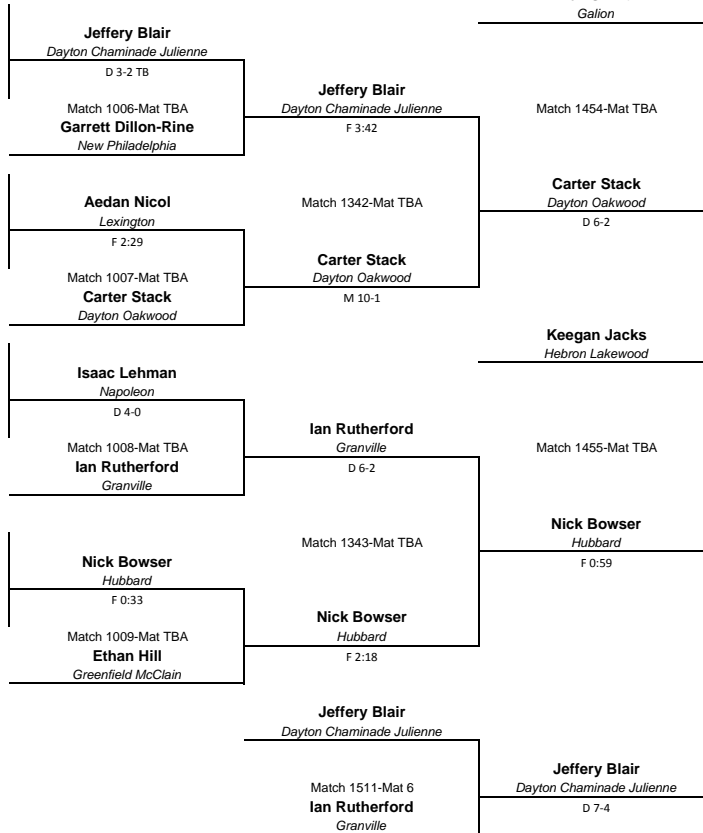 Galion
Jeffery Blair
Dayton Chaminade Julienne
D 3-2 TB
Match 1006-Mat TBA
Garrett Dillon-Rine
New Philadelphia
Jeffery Blair
Dayton Chaminade Julienne
F 3:42
Match 1454-Mat TBA
Aedan Nicol
Lexington
F 2:29
Match 1342-Mat TBA
Carter Stack
Dayton Oakwood
D 6-2
Match 1007-Mat TBA
Carter Stack
Dayton Oakwood
Carter Stack
Dayton Oakwood
M 10-1
Keegan Jacks
Hebron Lakewood
Isaac Lehman
Napoleon
D 4-0
Match 1008-Mat TBA
Ian Rutherford
Granville
Ian Rutherford
Granville
D 6-2
Match 1455-Mat TBA
Match 1343-Mat TBA
Nick Bowser
Hubbard
F 0:59
Nick Bowser
Hubbard
F 0:33
Match 1009-Mat TBA
Ethan Hill
Greenfield McClain
Nick Bowser
Hubbard
F 2:18
Jeffery Blair
Dayton Chaminade Julienne
Match 1511-Mat 6
Ian Rutherford
Granville
Jeffery Blair
Dayton Chaminade Julienne
D 7-4